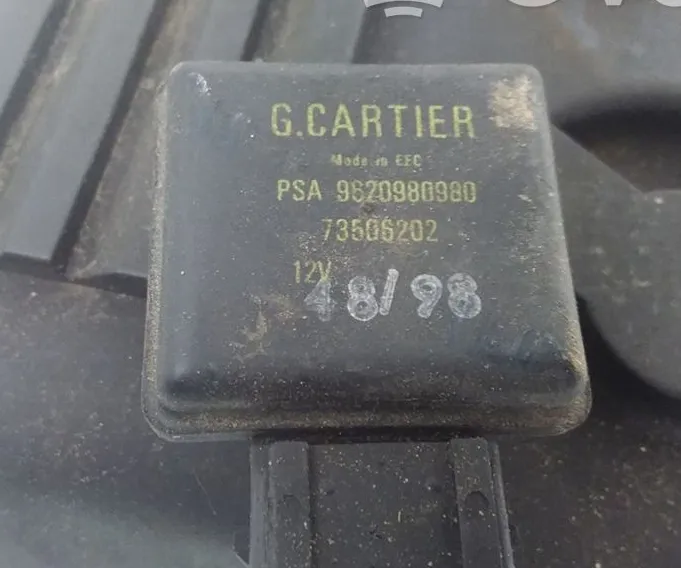 G.CARTIER
Made in EEC
PSA 9620980980
73506202
12V
48/98